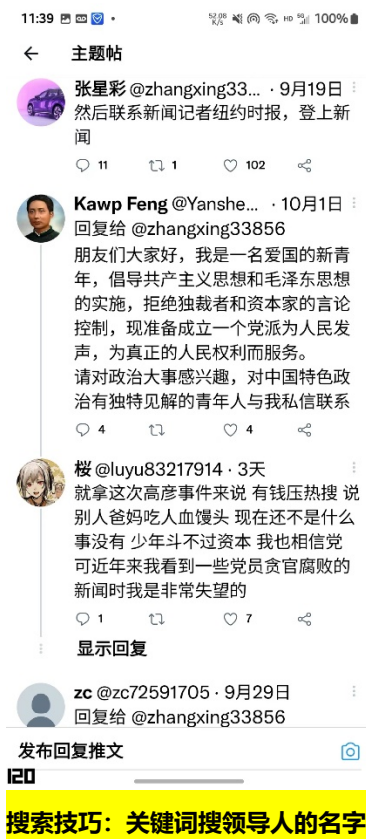 11:39
52.08 K/S HD 5G 100%
主题帖
张星彩 @zhangxing33... · 9月19日
然后联系新闻记者纽约时报，登上新
闻
11 1 102
Kawp Feng @Yanshe... · 10月1日
回复给 @zhangxing33856
朋友们大家好，我是一名爱国的新青
年，倡导共产主义思想和毛泽东思想
的实施，拒绝独裁者和资本家的言论
控制，现准备成立一个党派为人民发
声，为真正的人民权利而服务。
请对政治大事感兴趣，对中国特色政
治有独特见解的青年人与我私信联系
4 4
桜 @luyu83217914 · 3天
就拿这次高彦事件来说 有钱压热搜 说
别人爸妈吃人血馒头 现在还不是什么
事没有 少年斗不过资本 我也相信党
可近年来我看到一些党员贪官腐败的
新闻时我是非常失望的
1 7
显示回复
zc @zc72591705 · 9月29日
回复给 @zhangxing33856
发布回复推文
120
搜索技巧：关键词搜领导人的名字